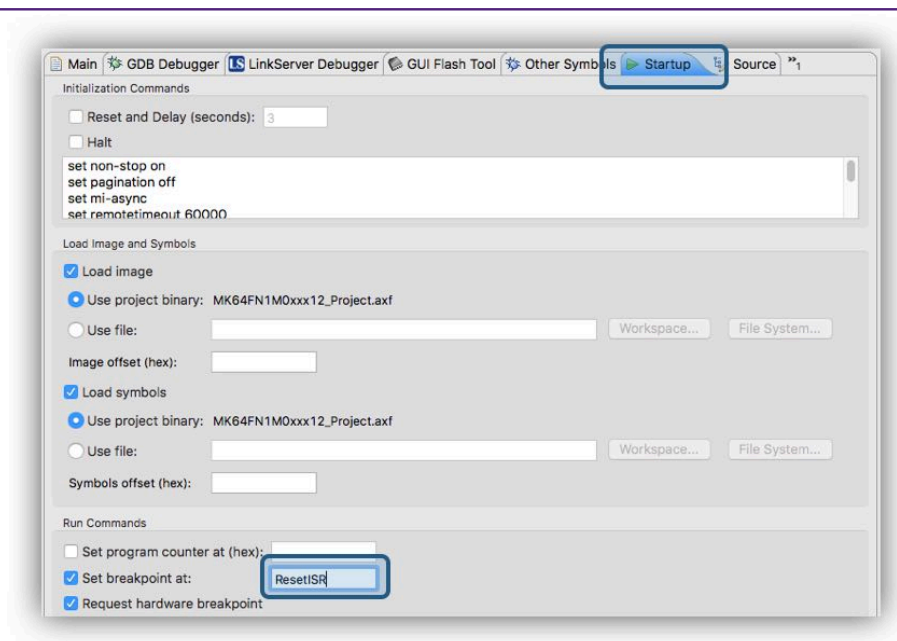 Main GDB Debugger LS LinkServer Debugger GUI Flash Tool Other Symbols Startup Source »1
Initialization Commands
Reset and Delay (seconds): 3
Halt
set non-stop on
set pagination off
set mi-async
set remotetimeout 60000
Load Image and Symbols
Load image
Use project binary: MK64FN1M0xxx12_Project.axf
Use file: Workspace... File System...
Image offset (hex):
Load symbols
Use project binary: MK64FN1M0xxx12_Project.axf
Use file: Workspace... File System...
Symbols offset (hex):
Run Commands
Set program counter at (hex):
Set breakpoint at: ResetISR
Request hardware breakpoint